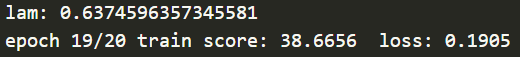 lam: 0.6374596357345581
epoch 19/20 train score: 38.6656  loss: 0.1905